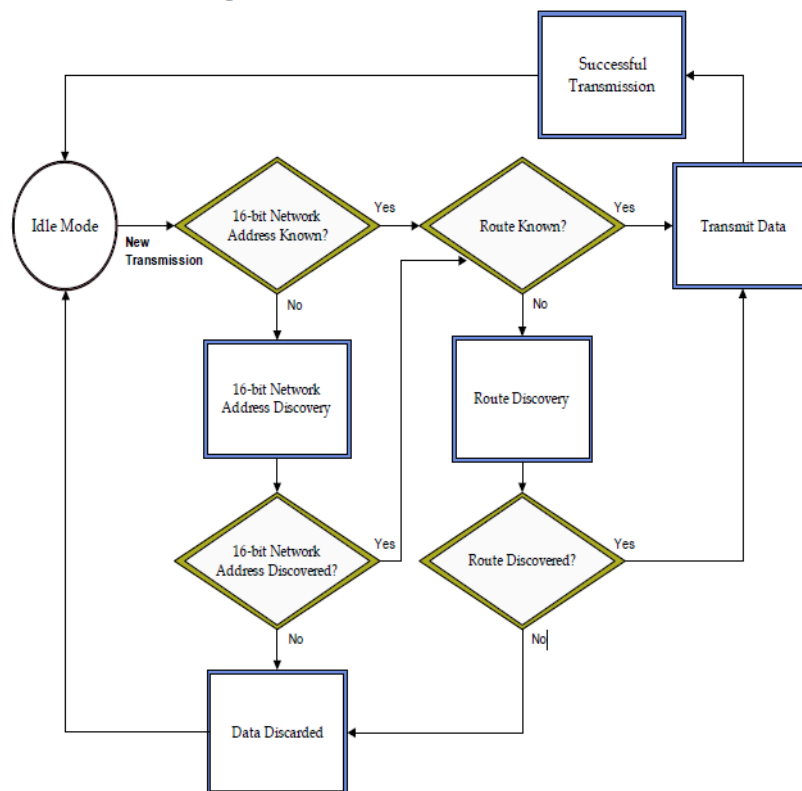 Successful
Transmission
Idle Mode
New
Transmission
16-bit Network
Address Known?
Yes
Route Known?
Yes
Transmit Data
No
No
16-bit Network
Address Discovery
Route Discovery
16-bit Network
Address Discovered?
Yes
Route Discovered?
Yes
No
No
Data Discarded